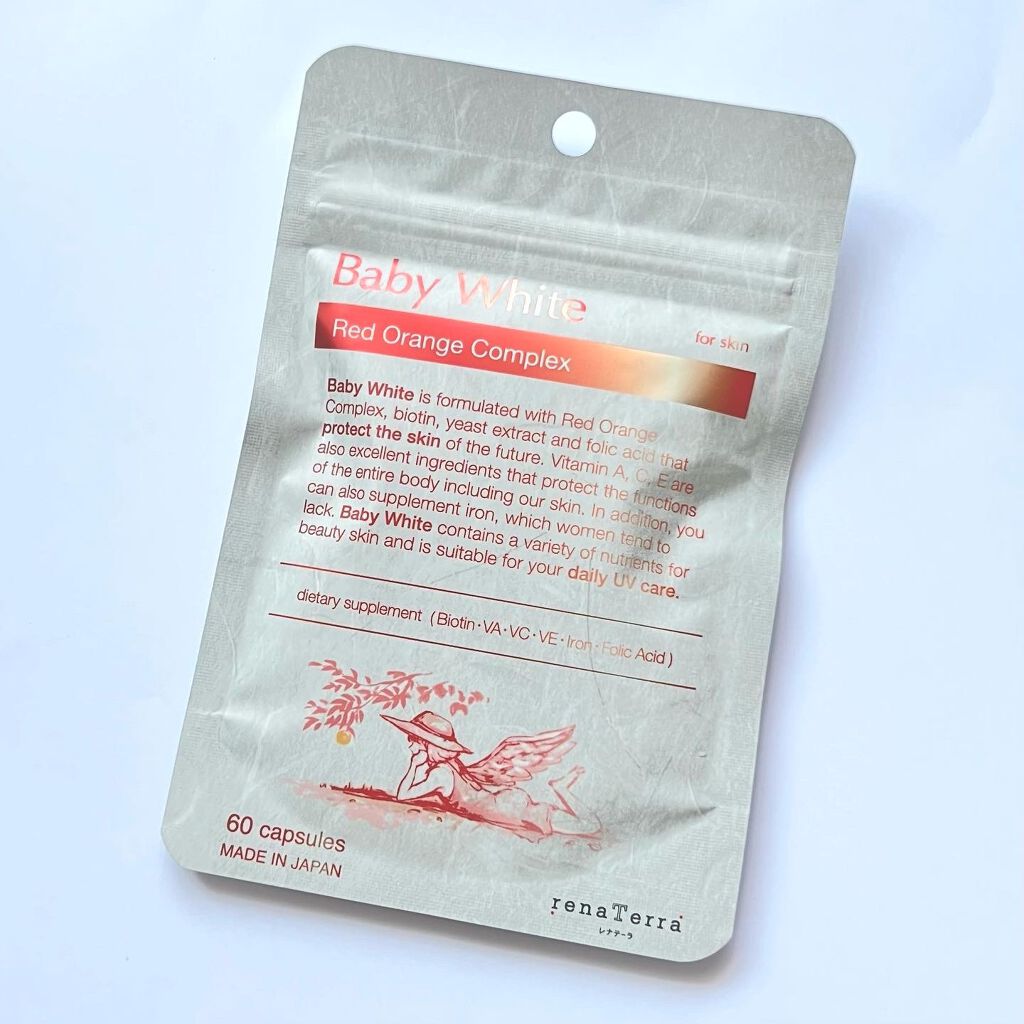 Baby White
for skin
Red Orange Complex
Baby White is formulated with Red Orange
Complex, biotin, yeast extract and folic acid that
protect the skin of the future. Vitamin A, C, E are
also excellent ingredients that protect the functions
of the entire body including our skin. In addition, you
can also supplement iron, which women tend to
lack. Baby White contains a variety of nutrients for
beauty skin and is suitable for your daily UV care.
dietary supplement (Biotin・VA・VC・VE・Iron・Folic Acid)
60 capsules
MADE IN JAPAN
renaTerra
レナテーラ